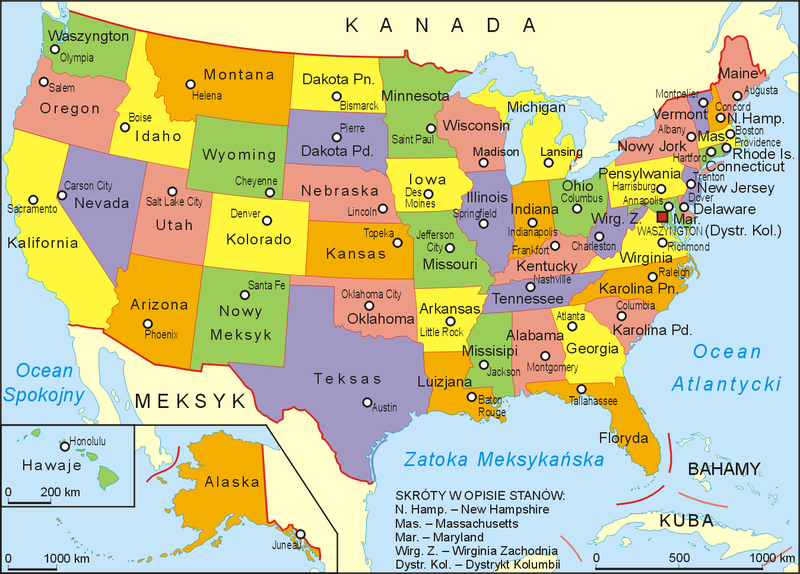 KANADA
Waszyngton
Olympia
Montana
Helena
Dakota Pn.
Bismarck
Minnesota
Saint Paul
Maine
Augusta
Montpelier
Vermont
Concord
N.Hamp.
Salem
Oregon
Boise
Idaho
Wyoming
Cheyenne
Pierre
Dakota Pd.
Wisconsin
Madison
Michigan
Lansing
Albany
Nowy Jork
Mas.
Boston
Providence
Hartford
Rhode Is.
Connecticut
Sacramento
Kalifornia
Carson City
Nevada
Salt Lake City
Utah
Denver
Kolorado
Nebraska
Lincoln
Iowa
Des
Moines
Illinois
Springfield
Indiana
Indianapolis
Ohio
Columbus
Pensylwania
Harrisburg
Trenton
New Jersey
Annapolis
Dover
Delaware
Mar.
WASZYNGTON
(Dystr. Kol.)
Topeka
Kansas
Jefferson
City
Missouri
Frankfort
Kentucky
Wirg. Z.
Charleston
Richmond
Virginia
Arizona
Phoenix
Santa Fe
Nowy
Meksyk
Oklahoma City
Oklahoma
Arkansas
Little Rock
Nashville
Tennessee
Raleigh
Karolina Pn.
Columbia
Karolina Pd.
Teksas
Austin
Luizjana
Baton
Rouge
Missisipi
Jackson
Alabama
Montgomery
Atlanta
Georgia
Tallahassee
Floryda
Ocean
Spokojny
MEKSYK
Ocean
Atlantycki
Zatoka Meksykańska
BAHAMY
KUBA
Honolulu
Hawaje
0 200 km
Alaska
Juneau
0 1000 km
SKRÓTY W OPISIE STANÓW:
N. Hamp. – New Hampshire
Mas. – Massachusetts
Mar. – Maryland
Wirg. Z. – Wirginia Zachodnia
Dystr. Kol. – Dystrykt Kolumbii
0 500 1000 km